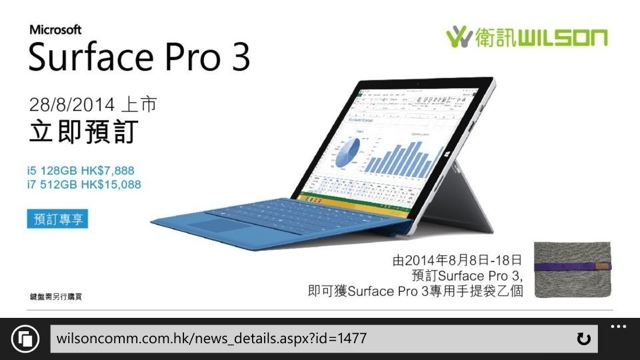 Microsoft
Surface Pro 3
衛訊WILSON
28/8/2014 上市
立即預訂
i5 128GB HK$7,888
i7 512GB HK$15,088
預訂專享
由2014年8月8日-18日
預訂Surface Pro 3,
即可獲Surface Pro 3專用手提袋乙個
鍵盤需另行購買
wilsoncomm.com.hk/news_details.aspx?id=1477